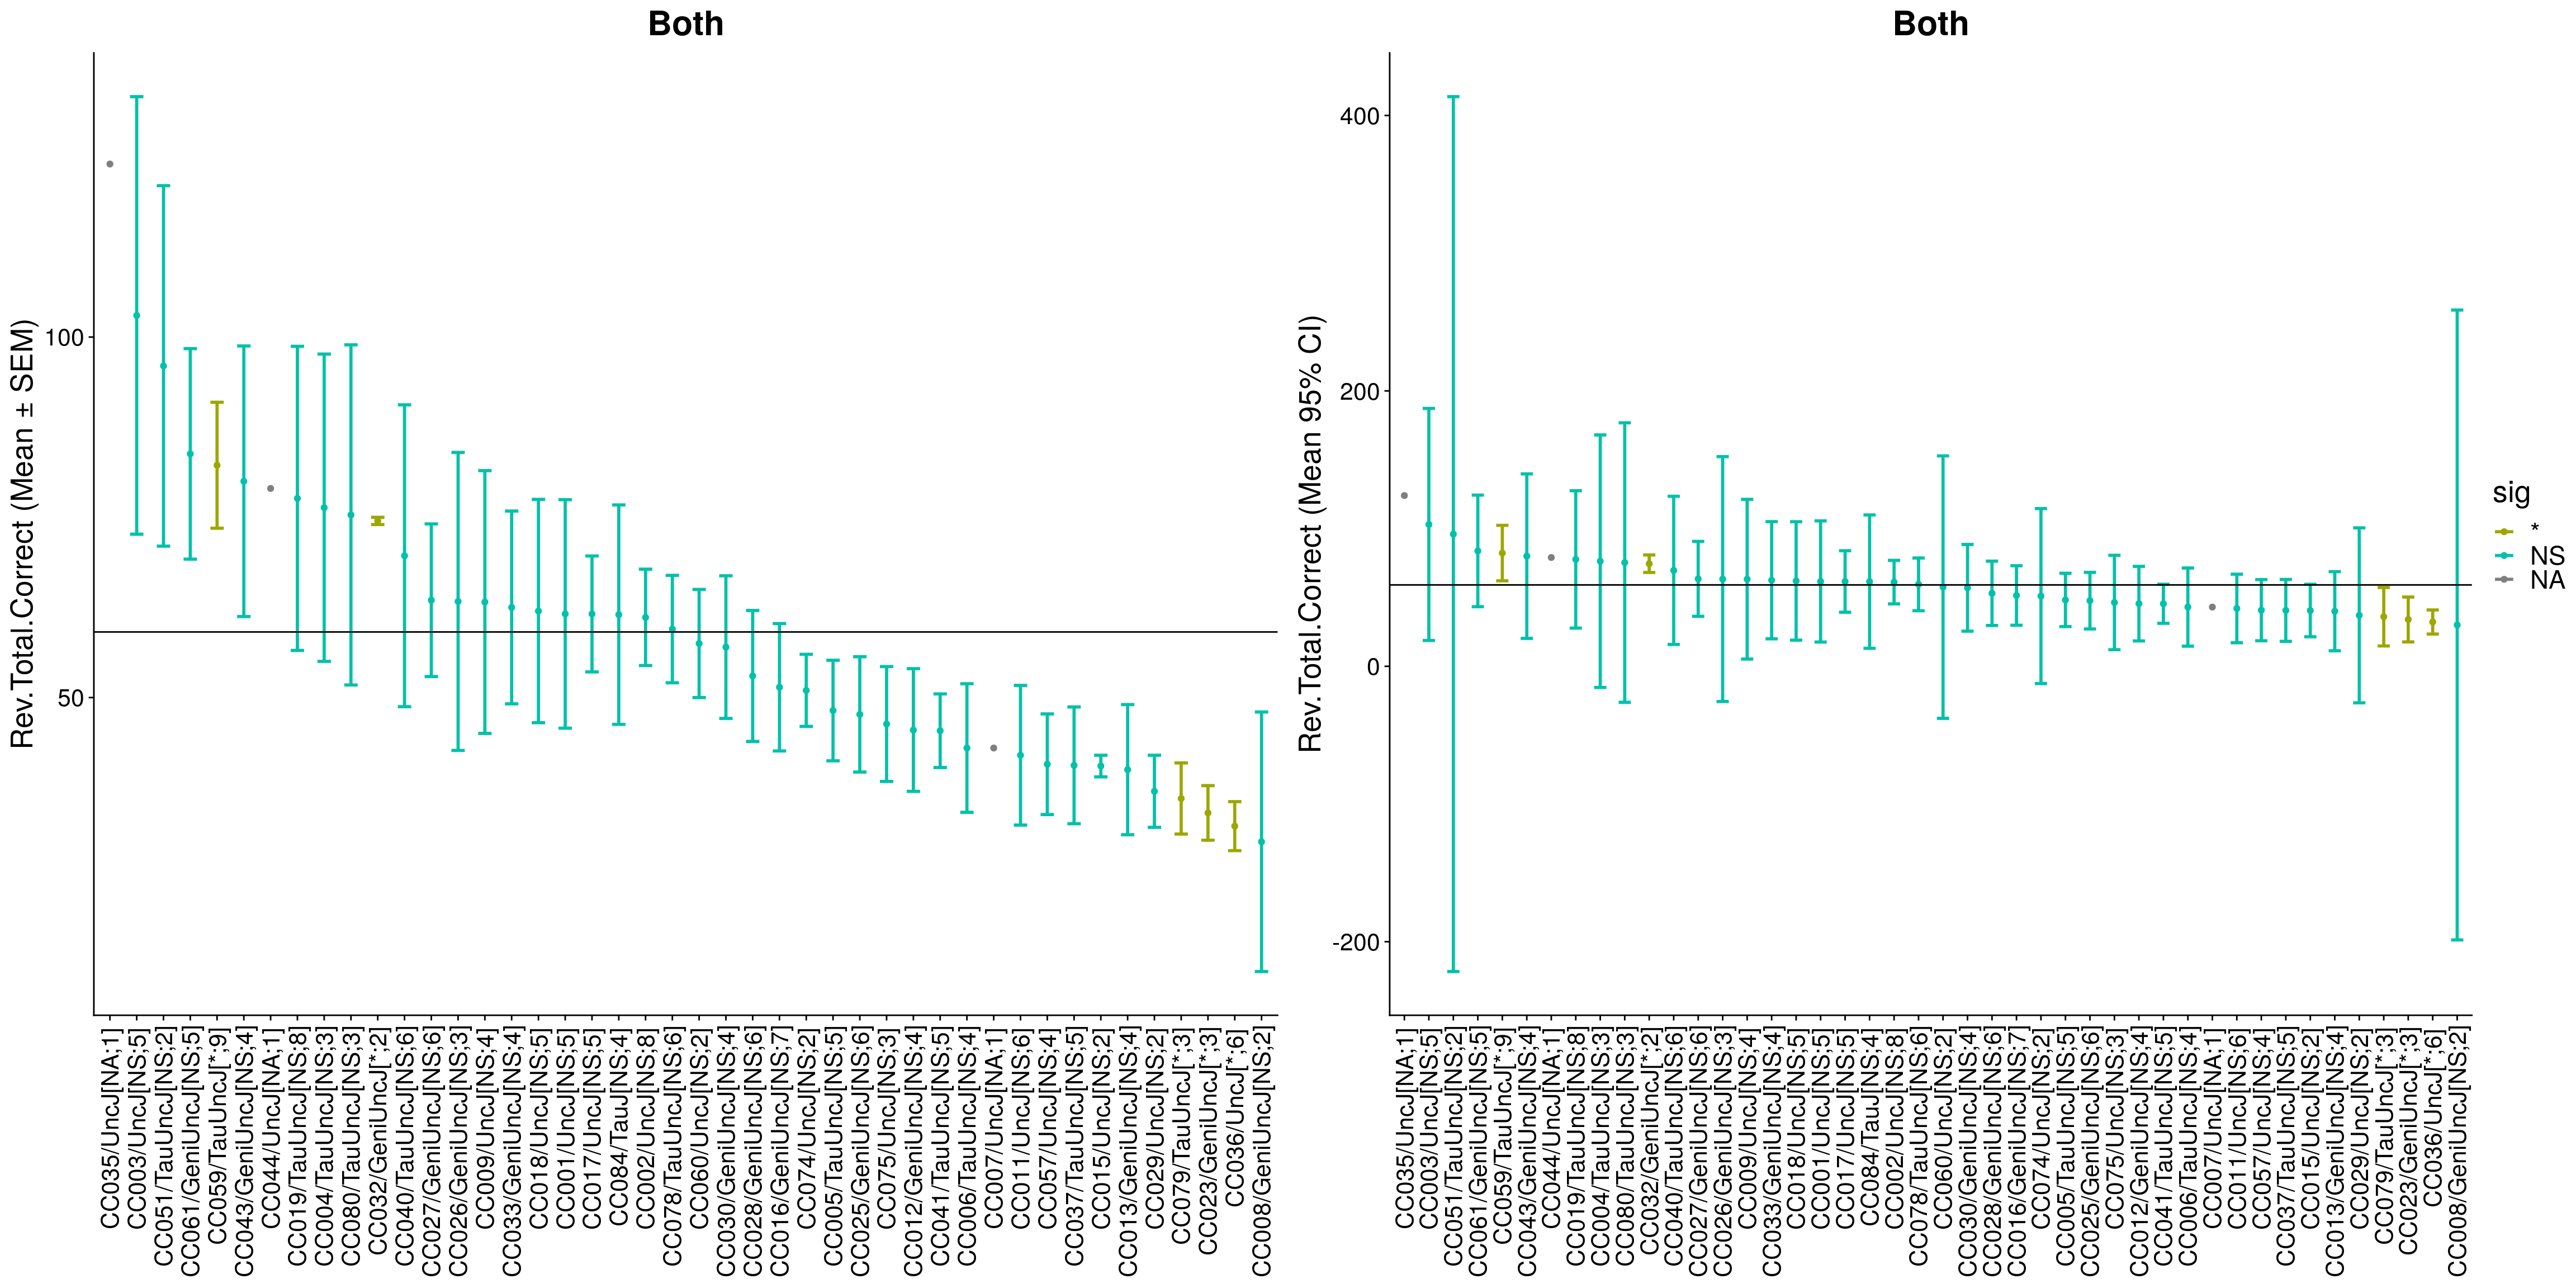 Both
Rev.Total.Correct (Mean ± SEM)
100
50
CC035/UncJ[NA;1]
CC003/UncJ[NS;5]
CC051/TauUncJ[NS;2]
CC061/GeniUncJ[NS;5]
CC059/TauUncJ[*;9]
CC043/GeniUncJ[NS;4]
CC044/UncJ[NA;1]
CC019/TauUncJ[NS;8]
CC004/TauUncJ[NS;3]
CC080/TauUncJ[NS;3]
CC032/GeniUncJ[*;2]
CC040/TauUncJ[NS;6]
CC027/GeniUncJ[NS;6]
CC026/GeniUncJ[NS;3]
CC009/UncJ[NS;4]
CC033/GeniUncJ[NS;4]
CC018/UncJ[NS;5]
CC001/UncJ[NS;5]
CC017/UncJ[NS;5]
CC084/TauJ[NS;4]
CC002/UncJ[NS;8]
CC078/TauUncJ[NS;6]
CC060/UncJ[NS;2]
CC030/GeniUncJ[NS;4]
CC028/GeniUncJ[NS;6]
CC016/GeniUncJ[NS;7]
CC074/UncJ[NS;2]
CC005/TauUncJ[NS;5]
CC025/GeniUncJ[NS;6]
CC075/UncJ[NS;3]
CC012/GeniUncJ[NS;4]
CC041/TauUncJ[NS;5]
CC006/TauUncJ[NS;4]
CC007/UncJ[NA;1]
CC011/UncJ[NS;6]
CC057/UncJ[NS;4]
CC037/TauUncJ[NS;5]
CC015/UncJ[NS;2]
CC013/GeniUncJ[NS;4]
CC029/UncJ[NS;2]
CC079/TauUncJ[*;3]
CC023/GeniUncJ[*;3]
CC036/UncJ[*;6]
CC008/GeniUncJ[NS;2]
Both
Rev.Total.Correct (Mean 95% CI)
400
200
0
-200
CC035/UncJ[NA;1]
CC003/UncJ[NS;5]
CC051/TauUncJ[NS;2]
CC061/GeniUncJ[NS;5]
CC059/TauUncJ[*;9]
CC043/GeniUncJ[NS;4]
CC044/UncJ[NA;1]
CC019/TauUncJ[NS;8]
CC004/TauUncJ[NS;3]
CC080/TauUncJ[NS;3]
CC032/GeniUncJ[*;2]
CC040/TauUncJ[NS;6]
CC027/GeniUncJ[NS;6]
CC026/GeniUncJ[NS;3]
CC009/UncJ[NS;4]
CC033/GeniUncJ[NS;4]
CC018/UncJ[NS;5]
CC001/UncJ[NS;5]
CC017/UncJ[NS;5]
CC084/TauJ[NS;4]
CC002/UncJ[NS;8]
CC078/TauUncJ[NS;6]
CC060/UncJ[NS;2]
CC030/GeniUncJ[NS;4]
CC028/GeniUncJ[NS;6]
CC016/GeniUncJ[NS;7]
CC074/UncJ[NS;2]
CC005/TauUncJ[NS;5]
CC025/GeniUncJ[NS;6]
CC075/UncJ[NS;3]
CC012/GeniUncJ[NS;4]
CC041/TauUncJ[NS;5]
CC006/TauUncJ[NS;4]
CC007/UncJ[NA;1]
CC011/UncJ[NS;6]
CC057/UncJ[NS;4]
CC037/TauUncJ[NS;5]
CC015/UncJ[NS;2]
CC013/GeniUncJ[NS;4]
CC029/UncJ[NS;2]
CC079/TauUncJ[*;3]
CC023/GeniUncJ[*;3]
CC036/UncJ[*;6]
CC008/GeniUncJ[NS;2]
sig
*
NS
NA